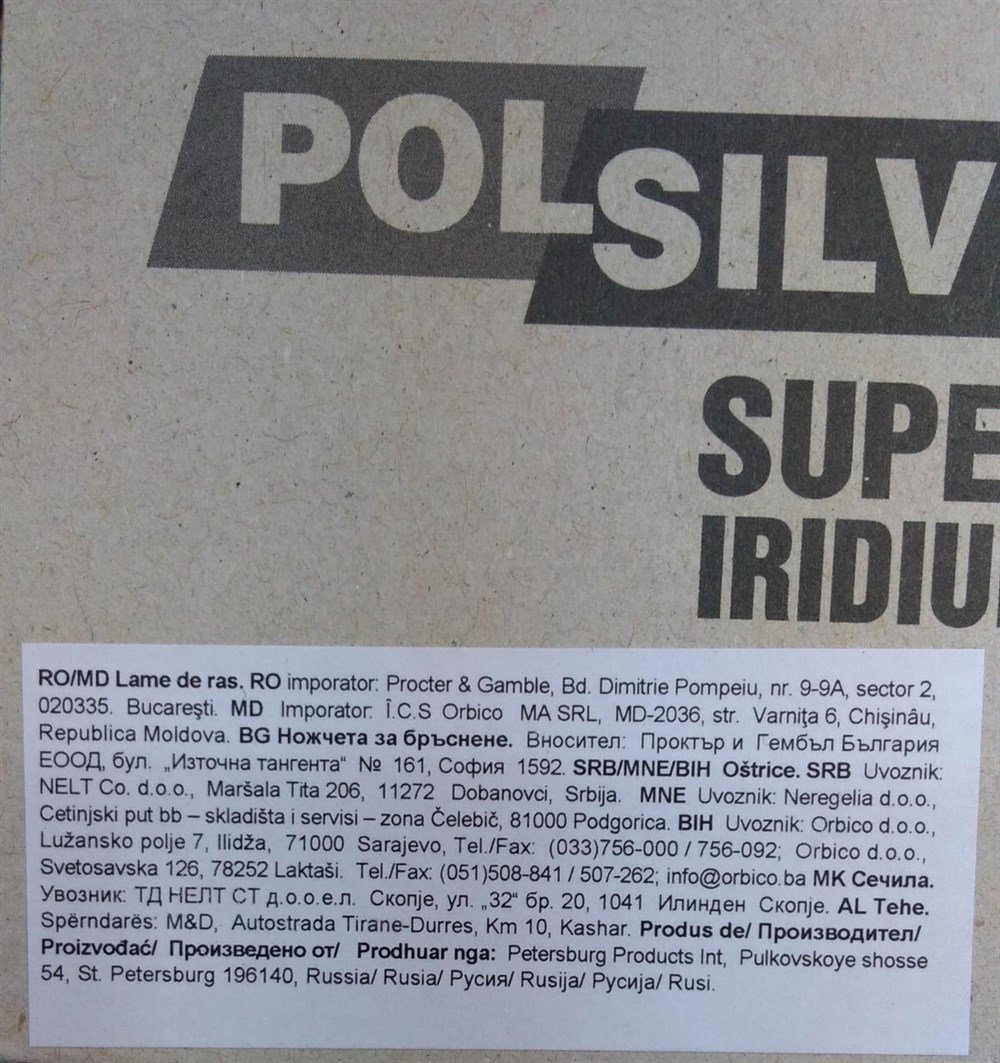 POLSILV
SUPE
IRIDIU
RO/MD Lame de ras. RO imporator: Procter & Gamble, Bd. Dimitrie Pompeiu, nr. 9-9A, sector 2,
020335. Bucareşti. MD Imporator: Î.C.S Orbico MA SRL, MD-2036, str. Varniţa 6, Chişinâu,
Republica Moldova. BG Ножчета за бръснене. Вносител: Проктър и Гембъл България
ЕООД, бул. „Източна тангента“ № 161, София 1592. SRB/MNE/BIH Oštrice. SRB Uvoznik:
NELT Co. d.o.o., Maršala Tita 206, 11272 Dobanovci, Srbija. MNE Uvoznik: Neregelia d.o.o.,
Cetinjski put bb – skladišta i servisi – zona Čelebič, 81000 Podgorica. BIH Uvoznik: Orbico d.o.o.,
Lužansko polje 7, Ilidža, 71000 Sarajevo, Tel./Fax: (033)756-000 / 756-092; Orbico d.o.o.,
Svetosavska 126, 78252 Laktaši. Tel./Fax: (051)508-841 / 507-262; info@orbico.ba МК Сечила.
Увозник: ТД НЕЛТ СТ д.о.о.е.л. Скопје, ул. „32“ бр. 20, 1041 Илинден Скопје. AL Tehe.
Spërndarës: M&D, Autostrada Tirane-Durres, Km 10, Kashar. Produs de/ Производител/
Proizvođać/ Произведено от/ Prodhuar nga: Petersburg Products Int, Pulkovskoye shosse
54, St. Petersburg 196140, Russia/ Rusia/ Русия/ Rusija/ Русија/ Rusi.